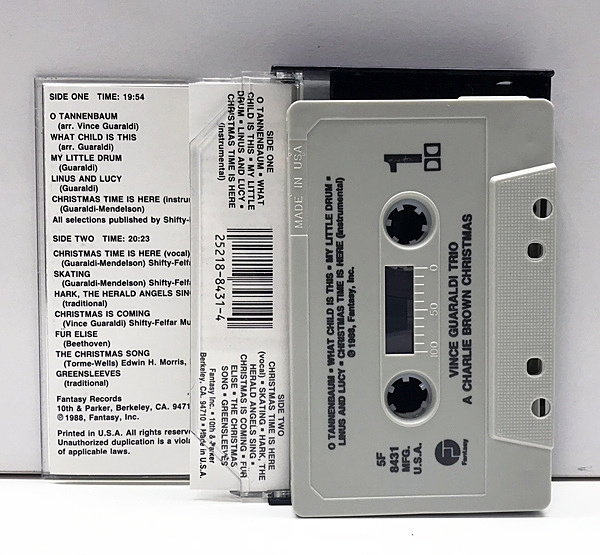 SIDE ONE TIME: 19:54
O TANNENBAUM
(arr. Vince Guaraldi)
WHAT CHILD IS THIS
(arr. Guaraldi)
MY LITTLE DRUM
(Guaraldi)
LINUS AND LUCY
(Guaraldi)
CHRISTMAS TIME IS HERE (instru
(Guaraldi-Mendelson)
All selections published by Shifty-
SIDE TWO TIME: 20:23
CHRISTMAS TIME IS HERE (vocal)
(Guaraldi-Mendelson) Shifty-Felfa
SKATING
(Guaraldi-Mendelson) Shifty-Felfar
HARK, THE HERALD ANGELS SIN
(traditional)
CHRISTMAS IS COMING
(Vince Guaraldi) Shifty-Felfar Mu
FUR ELISE
(Beethoven)
THE CHRISTMAS SONG
(Torme-Wells) Edwin H. Morris,
GREENSLEEVES
(traditional)
Fantasy Records
10th & Parker, Berkeley, CA. 9471
℗ 1988, Fantasy, Inc.
Printed in U.S.A. All rights reserve
Unauthorized duplication is a viola
of applicable laws.
SIDE ONE
O TANNENBAUM • WHAT
CHILD IS THIS • MY LITTLE
DRUM • LINUS AND LUCY •
CHRISTMAS TIME IS HERE
(instrumental)
25218-8431-4
SIDE TWO
CHRISTMAS TIME IS HERE
(vocal) • SKATING • HARK, THE
HERALD ANGELS SING •
CHRISTMAS IS COMING • FUR
ELISE • THE CHRISTMAS
SONG • GREENSLEEVES
Fantasy Inc. • 10th & Parker
Berkeley, CA. 94710 • Made in U.S.A.
MADE IN USA
1
0 50 100
VINCE GUARALDI TRIO
A CHARLIE BROWN CHRISTMAS
O TANNENBAUM • WHAT CHILD IS THIS • MY LITTLE DRUM •
LINUS AND LUCY • CHRISTMAS TIME IS HERE (instrumental)
℗ 1988, Fantasy, Inc.
5F
8431
MFG.
U.S.A.
Fantasy